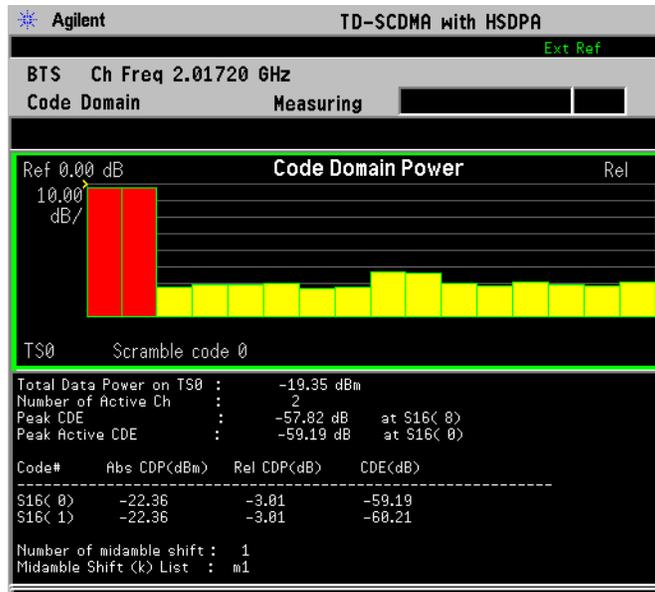 Agilent TD-SCDMA with HSDPA
Ext Ref
BTS Ch Freq 2.01720 GHz
Code Domain Measuring
Ref 0.00 dB Code Domain Power Rel
10.00
dB/
TS0 Scramble code 0
Total Data Power on TS0 : -19.35 dBm
Number of Active Ch : 2
Peak CDE : -57.82 dB at S16( 8)
Peak Active CDE : -59.19 dB at S16( 0)
Code# Abs CDP(dBm) Rel CDP(dB) CDE(dB)
S16( 0) -22.36 -3.01 -59.19
S16( 1) -22.36 -3.01 -60.21
Number of midamble shift : 1
Midamble Shift (k) List : m1